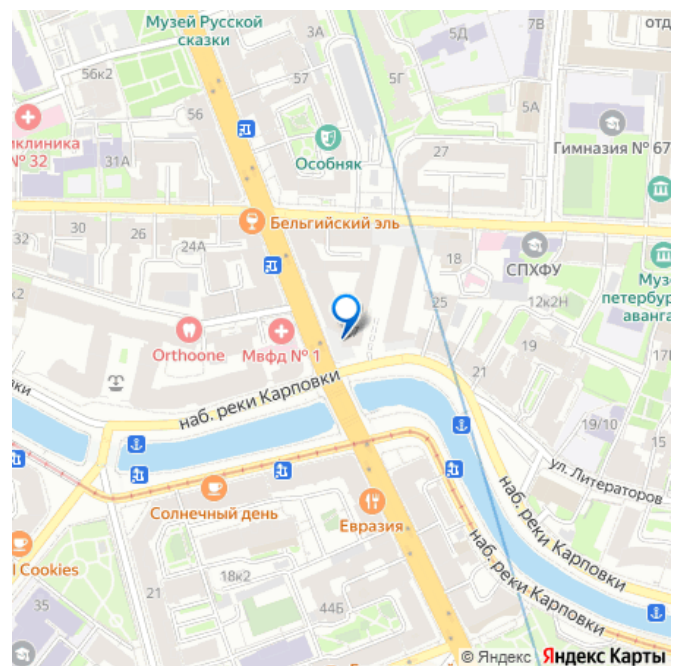 Музей Русской
сказки
5Д
7В
отд
56к2
57
5Г
56
5А
Особняк
Гимназия № 67
иклиника
№ 32
31А
27
Бельгийский эль
32
30
26
24А
18
СПХФУ
Музе
петербур
аванга
к2
25
12к2Н
Orthoone
Мвфд № 1
19
21
17
наб. реки Карповки
19/10
15
ул. Литераторов
Солнечный день
Евразия
наб. реки Карповки
наб. реки Карповки
l Cookies
18к2
21
44Б
35
© Яндекс Яндекс Карты